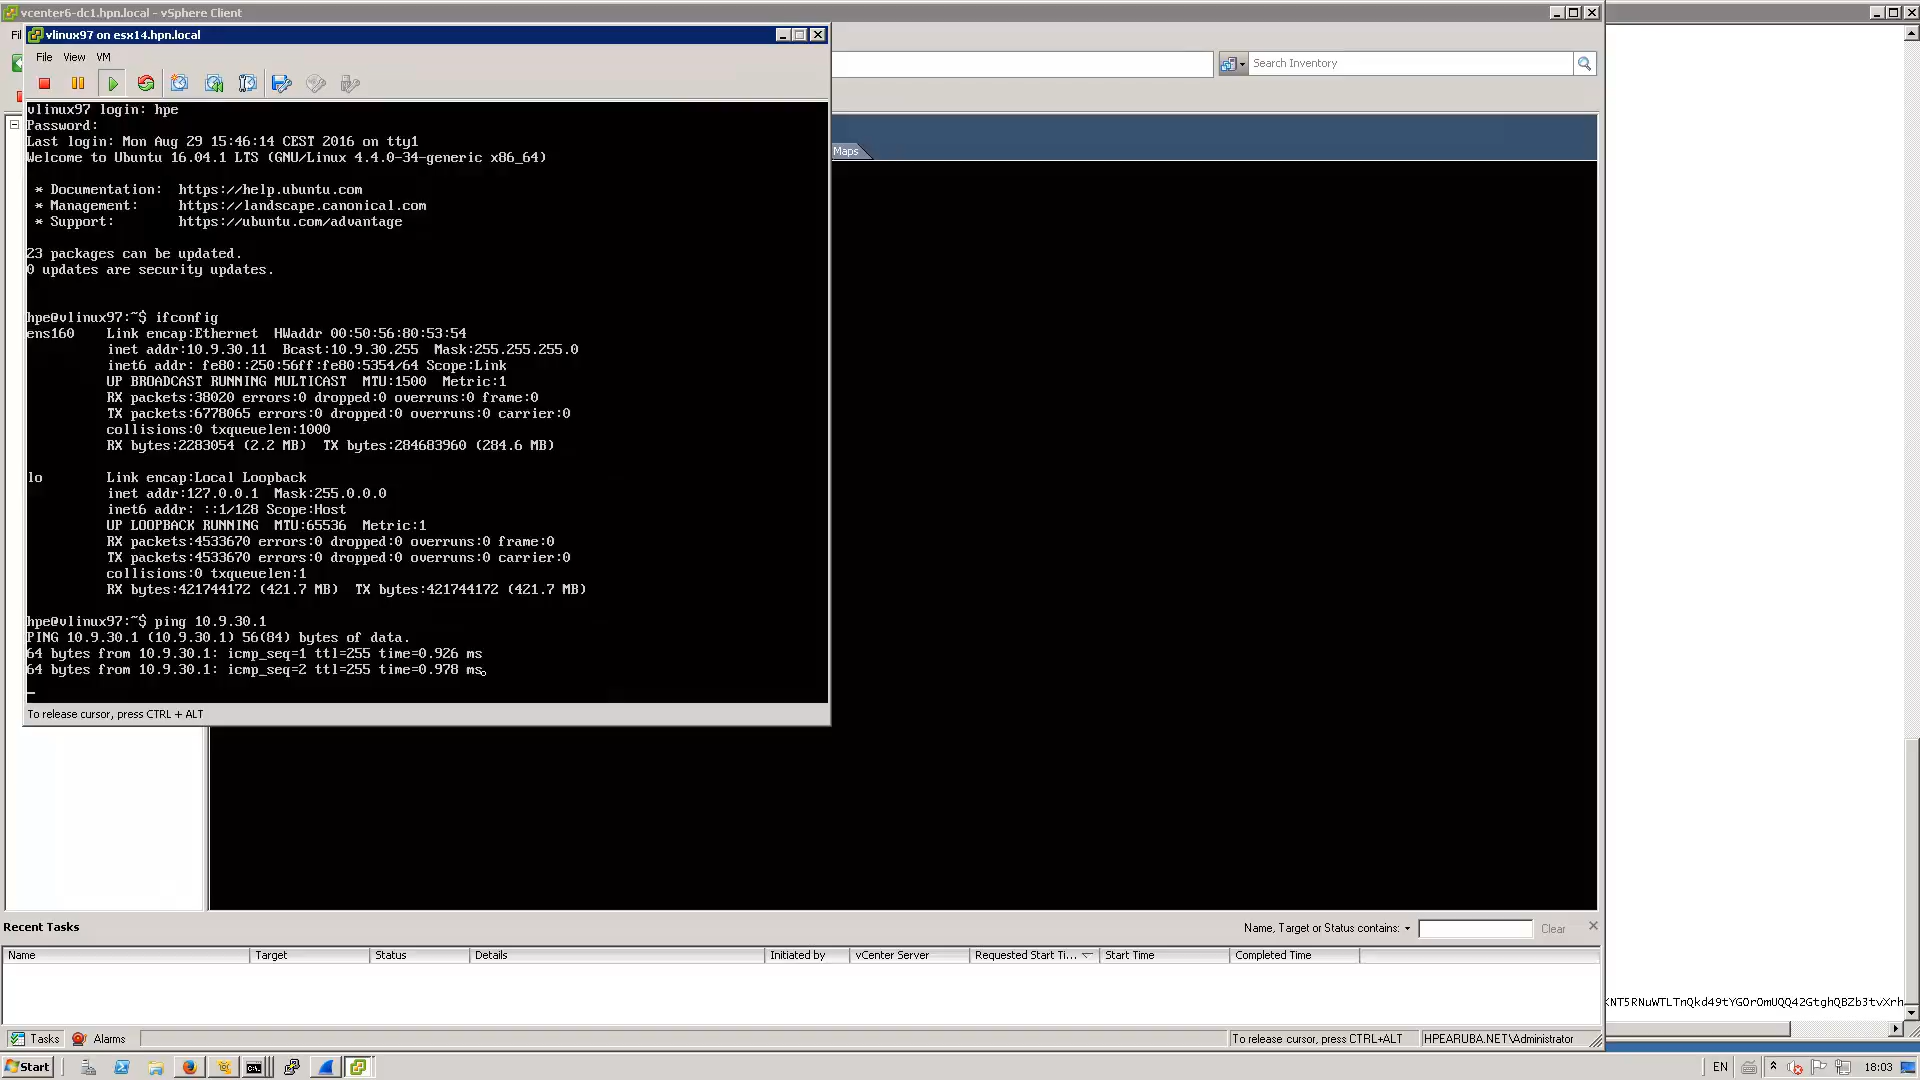 vcenter6-dc1.hpn.local - vSphere Client
vlinux97 on esx14.hpn.local
File View VM
Search Inventory
Maps
vlinux97 login: hpe
Password:
Last login: Mon Aug 29 15:46:14 CEST 2016 on tty1
Welcome to Ubuntu 16.04.1 LTS (GNU/Linux 4.4.0-34-generic x86_64)
* Documentation: https://help.ubuntu.com
* Management: https://landscape.canonical.com
* Support: https://ubuntu.com/advantage
23 packages can be updated.
0 updates are security updates.
hpe@vlinux97:~$ ifconfig
ens160 Link encap:Ethernet HWaddr 00:50:56:80:53:54
inet addr:10.9.30.11 Bcast:10.9.30.255 Mask:255.255.255.0
inet6 addr: fe80::250:56ff:fe80:5354/64 Scope:Link
UP BROADCAST RUNNING MULTICAST MTU:1500 Metric:1
RX packets:38020 errors:0 dropped:0 overruns:0 frame:0
TX packets:6778065 errors:0 dropped:0 overruns:0 carrier:0
collisions:0 txqueuelen:1000
RX bytes:2283054 (2.2 MB) TX bytes:284683960 (284.6 MB)
lo Link encap:Local Loopback
inet addr:127.0.0.1 Mask:255.0.0.0
inet6 addr: ::1/128 Scope:Host
UP LOOPBACK RUNNING MTU:65536 Metric:1
RX packets:4533670 errors:0 dropped:0 overruns:0 frame:0
TX packets:4533670 errors:0 dropped:0 overruns:0 carrier:0
collisions:0 txqueuelen:1
RX bytes:421744172 (421.7 MB) TX bytes:421744172 (421.7 MB)
hpe@vlinux97:~$ ping 10.9.30.1
PING 10.9.30.1 (10.9.30.1) 56(84) bytes of data.
64 bytes from 10.9.30.1: icmp_seq=1 ttl=255 time=0.926 ms
64 bytes from 10.9.30.1: icmp_seq=2 ttl=255 time=0.978 ms
To release cursor, press CTRL + ALT
Recent Tasks
Name, Target or Status contains:
Clear
Name Target Status Details Initiated by vCenter Server Requested Start Ti... Start Time Completed Time
KNT5RNuWTLTnQkd49tYGOrOmUQQ42GtghQBZb3tvXrh
Tasks Alarms
To release cursor, press CTRL+ALT
HPEARUBA.NET\Administrator
Start
EN
18:03